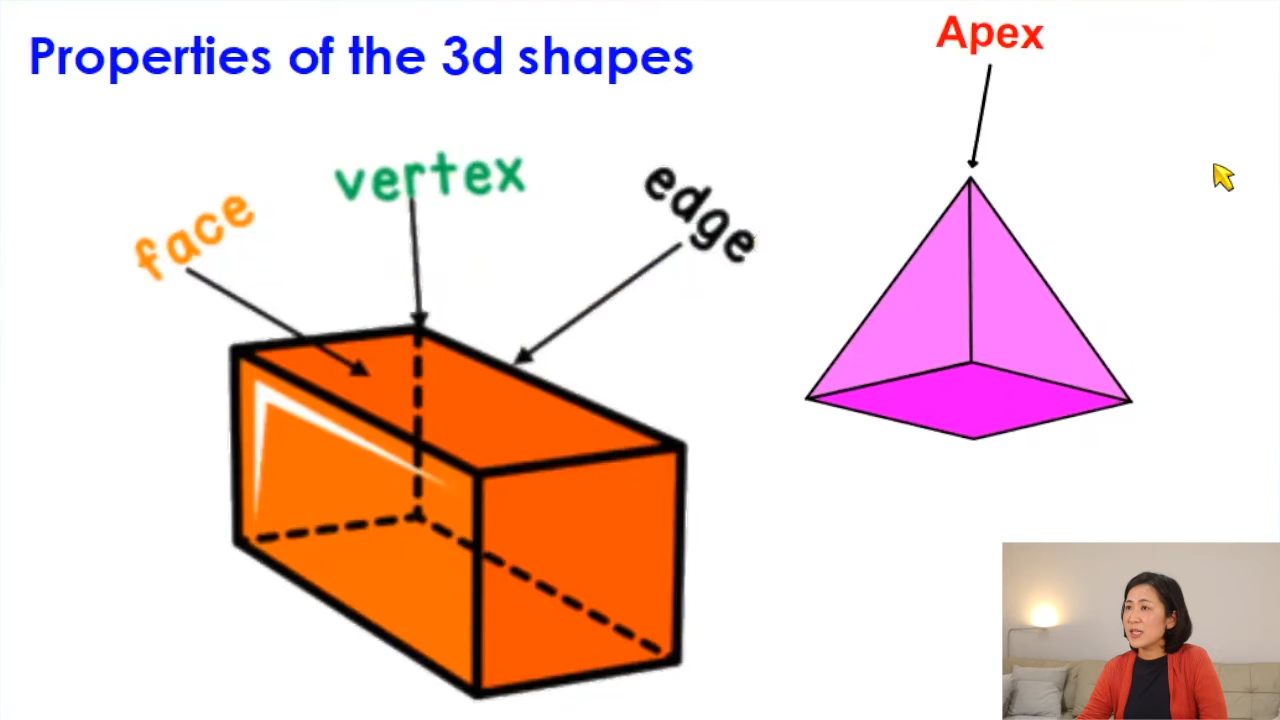 Properties of the 3d shapes
Apex
face
vertex
edge